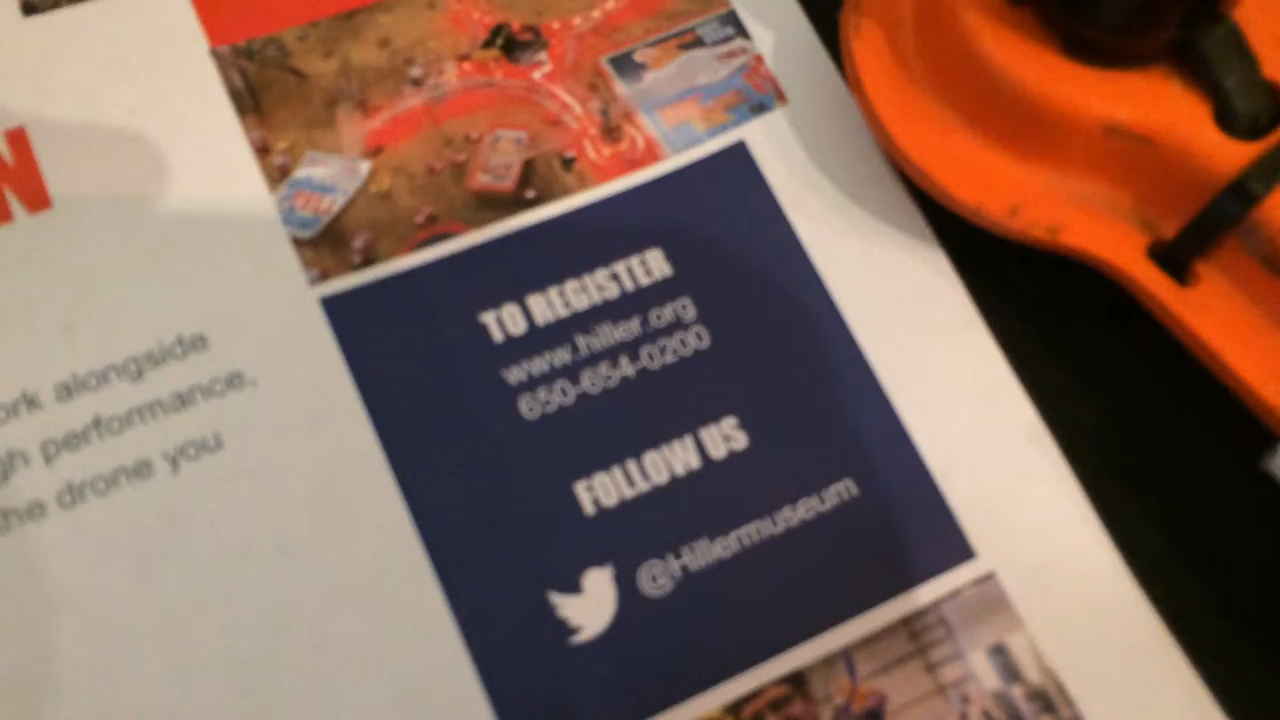 N
ork alongside
gh performance.
the drone you
TO REGISTER
www.hiller.org
650-654-0200
FOLLOW US
@Hillermuseum